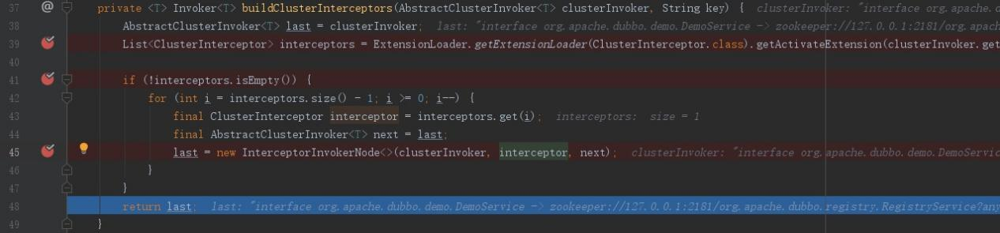 37 @ private <T> Invoker<T> buildClusterInterceptors(AbstractClusterInvoker<T> clusterInvoker, String key) { clusterInvoker: "interface org.apache.d
38 AbstractClusterInvoker<T> last = clusterInvoker; last: "interface org.apache.dubbo.demo.DemoService -> zookeeper://127.0.0.1:2181/org.apach
39 List<ClusterInterceptor> interceptors = ExtensionLoader.getExtensionLoader(ClusterInterceptor.class).getActivateExtension(clusterInvoker.get
40
41 if (!interceptors.isEmpty()) {
42 for (int i = interceptors.size() - 1; i >= 0; i--) {
43 final ClusterInterceptor interceptor = interceptors.get(i); interceptors: size = 1
44 final AbstractClusterInvoker<T> next = last;
45 last = new InterceptorInvokerNode<>(clusterInvoker, interceptor, next); clusterInvoker: "interface org.apache.dubbo.demo.DemoServic
46 }
47 }
48 return last; last: "interface org.apache.dubbo.demo.DemoService -> zookeeper://127.0.0.1:2181/org.apache.dubbo.registry.RegistryService?any
49 }